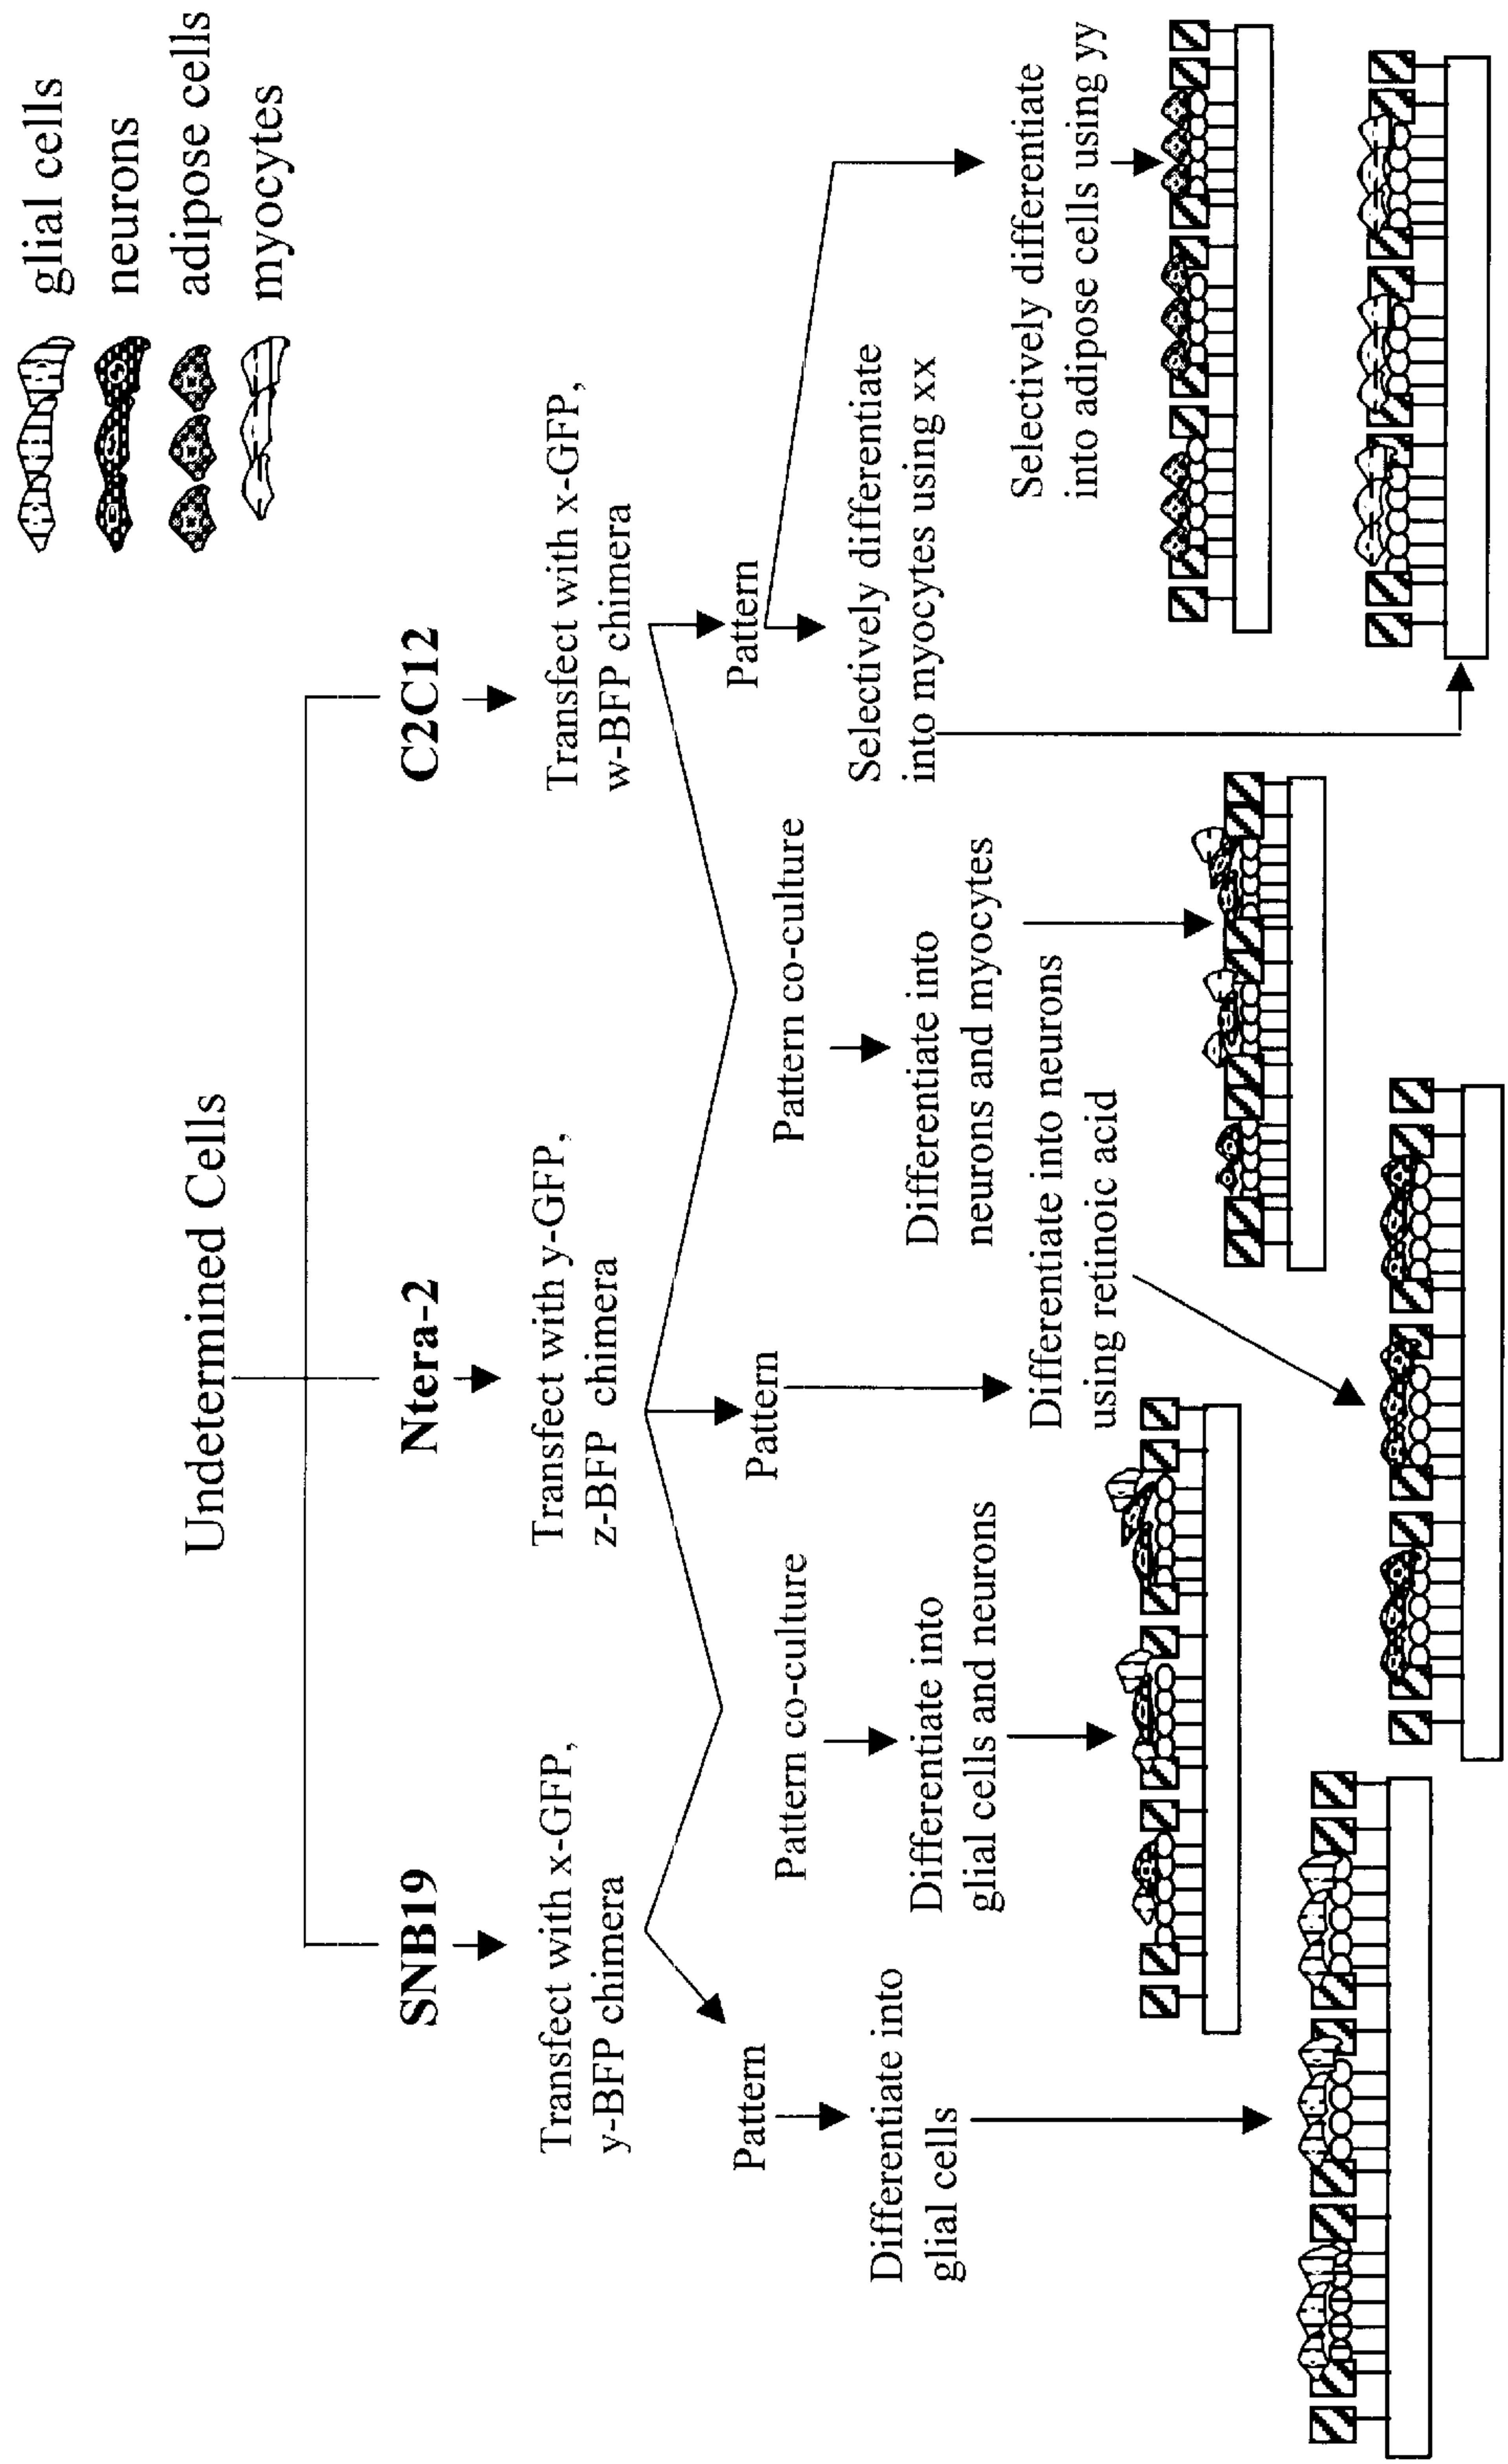 glial cells
neurons
adipose cells
myocytes
Undetermined Cells
SNB19
Ntera-2
C2C12
Transfect with x-GFP,
y-BFP chimera
Transfect with y-GFP,
z-BFP chimera
Transfect with x-GFP,
w-BFP chimera
Pattern
Pattern co-culture
Pattern
Pattern co-culture
Pattern
Differentiate into
glial cells
Differentiate into
glial cells and neurons
Differentiate into neurons
using retinoic acid
Differentiate into
neurons and myocytes
Selectively differentiate
into myocytes using xx
Selectively differentiate
into adipose cells using yy